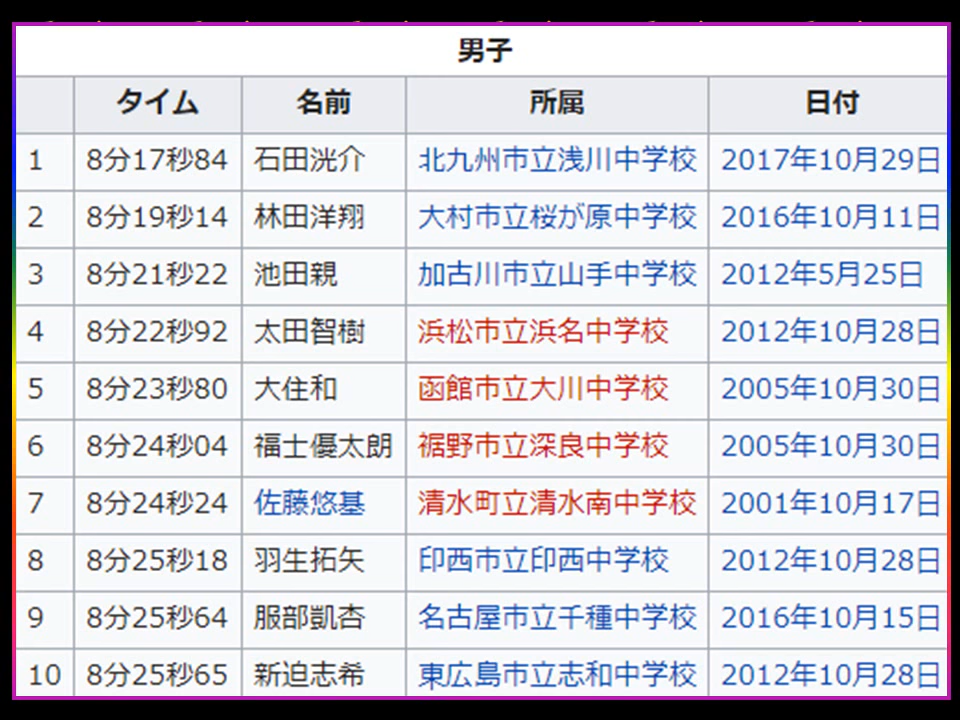 男子
タイム 名前 所属 日付
1 8分17秒84 石田洸介 北九州市立浅川中学校 2017年10月29日
2 8分19秒14 林田洋翔 大村市立桜が原中学校 2016年10月11日
3 8分21秒22 池田親 加古川市立山手中学校 2012年5月25日
4 8分22秒92 太田智樹 浜松市立浜名中学校 2012年10月28日
5 8分23秒80 大住和 函館市立大川中学校 2005年10月30日
6 8分24秒04 福士優太朗 裾野市立深良中学校 2005年10月30日
7 8分24秒24 佐藤悠基 清水町立清水南中学校 2001年10月17日
8 8分25秒18 羽生拓矢 印西市立印西中学校 2012年10月28日
9 8分25秒64 服部凱杏 名古屋市立千種中学校 2016年10月15日
10 8分25秒65 新迫志希 東広島市立志和中学校 2012年10月28日